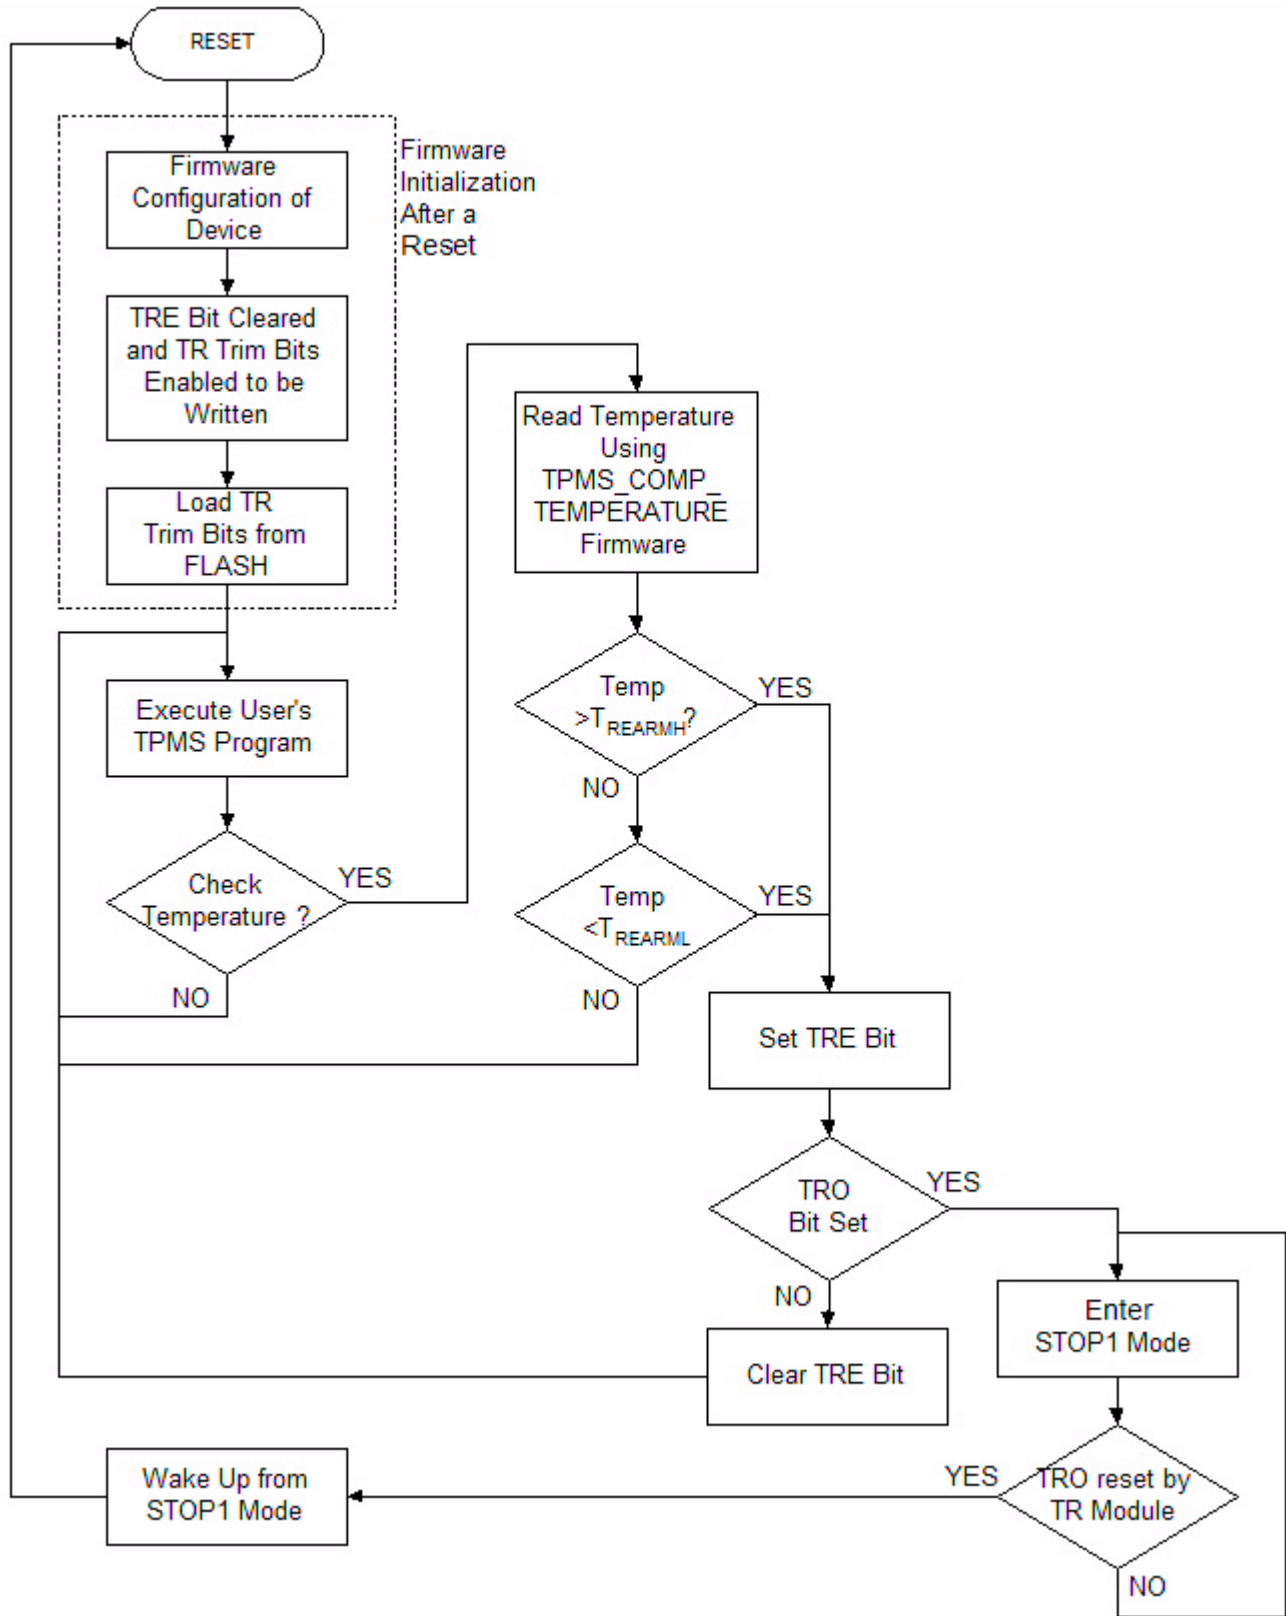 RESET
Firmware
Configuration of
Device
Firmware
Initialization
After a
Reset
TRE Bit Cleared
and TR Trim Bits
Enabled to be
Written
Load TR
Trim Bits from
FLASH
Execute User's
TPMS Program
Check
Temperature ?
YES
NO
Read Temperature
Using
TPMS_COMP_
TEMPERATURE
Firmware
Temp
>TREARMH?
YES
NO
Temp
<TREARML
YES
NO
Set TRE Bit
TRO
Bit Set
YES
NO
Clear TRE Bit
Enter
STOP1 Mode
TRO reset by
TR Module
YES
NO
Wake Up from
STOP1 Mode